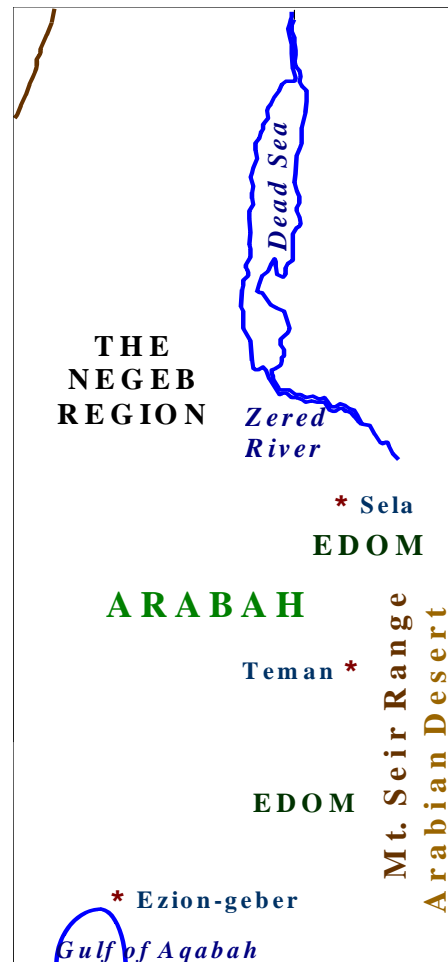 Dead Sea
THE
NEGEB
REGION
Zered
River
* Sela
EDOM
ARABAH
Mt. Seir Range
Arabian Desert
Teman *
EDOM
* Ezion-geber
Gulf of Aqabah